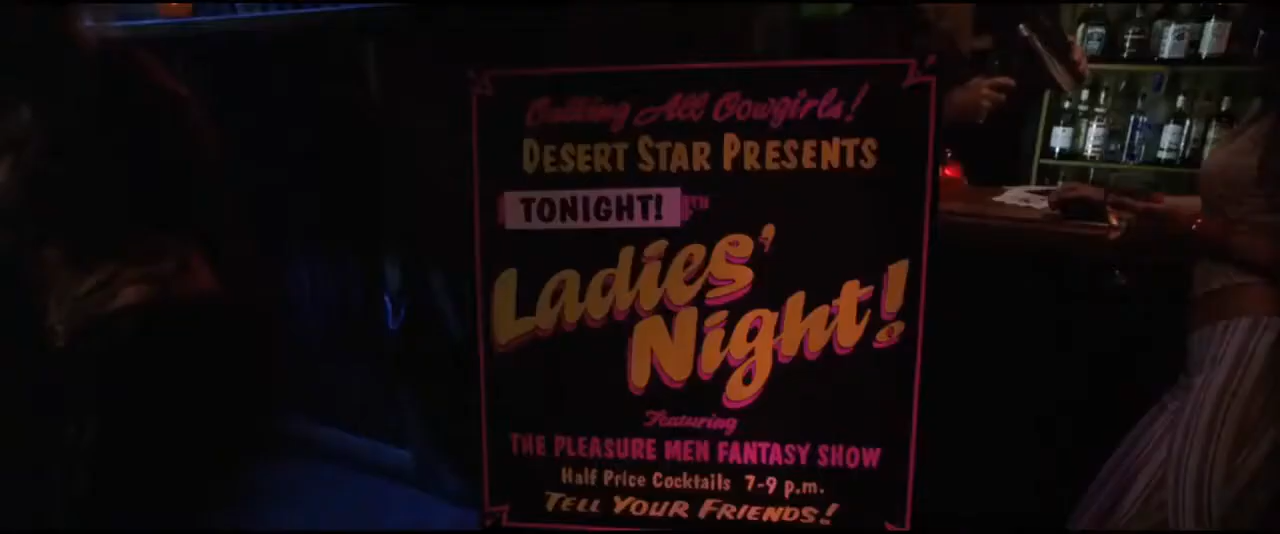 Calling All Cowgirls!
DESERT STAR PRESENTS
TONIGHT! TH
Ladies'
Night!
Featuring
THE PLEASURE MEN FANTASY SHOW
Half Price Cocktails 7-9 p.m.
TELL YOUR FRIENDS!